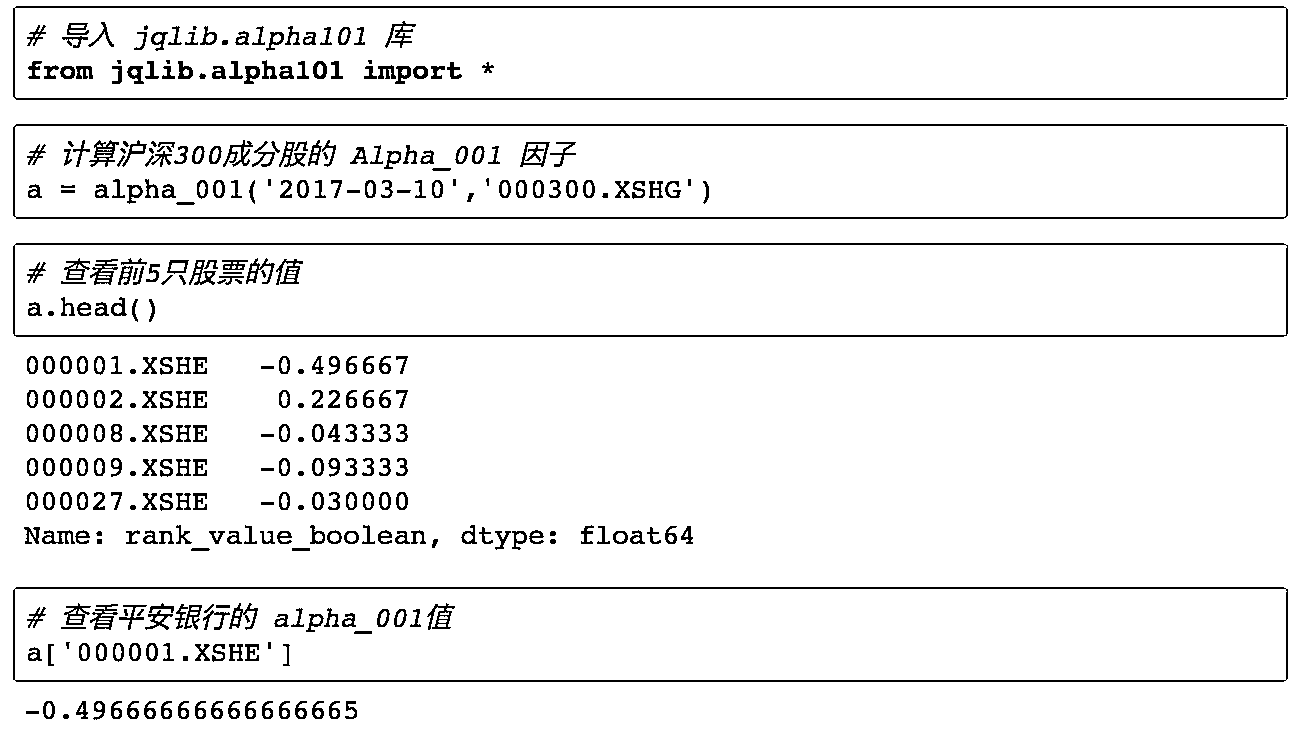 # 导入 jqlib.alpha101 库
from jqlib.alpha101 import *
# 计算沪深300成分股的 Alpha_001 因子
a = alpha_001('2017-03-10','000300.XSHG')
# 查看前5只股票的值
a.head()
000001.XSHE   -0.496667
000002.XSHE    0.226667
000008.XSHE   -0.043333
000009.XSHE   -0.093333
000027.XSHE   -0.030000
Name: rank_value_boolean, dtype: float64
# 查看平安银行的 alpha_001值
a['000001.XSHE']
-0.49666666666666665